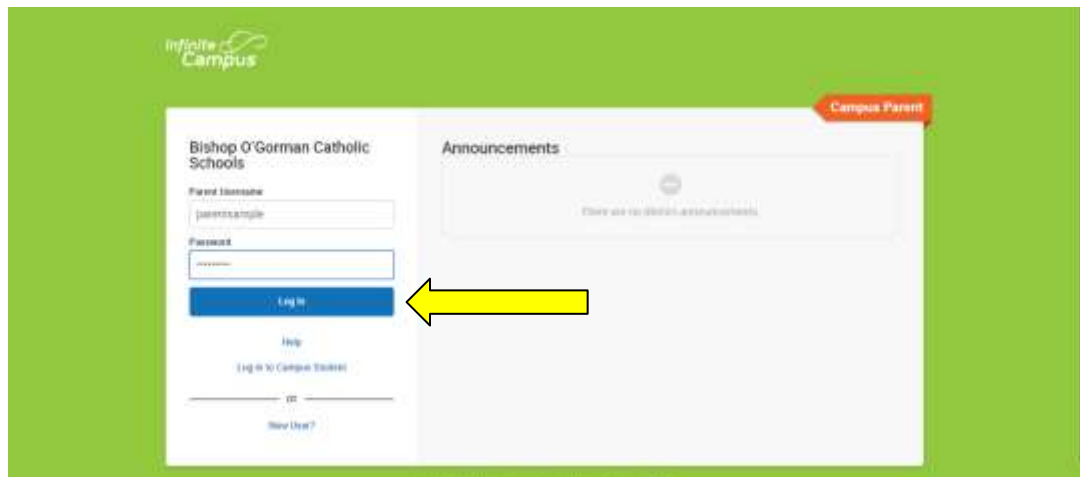 Infinite
Campus
Campus Parent
Bishop O'Gorman Catholic
Schools
Parent Username
parentsample
Password
Log In
Help
Log In to Campus Student
or
New User?
Announcements
There are no district announcements.